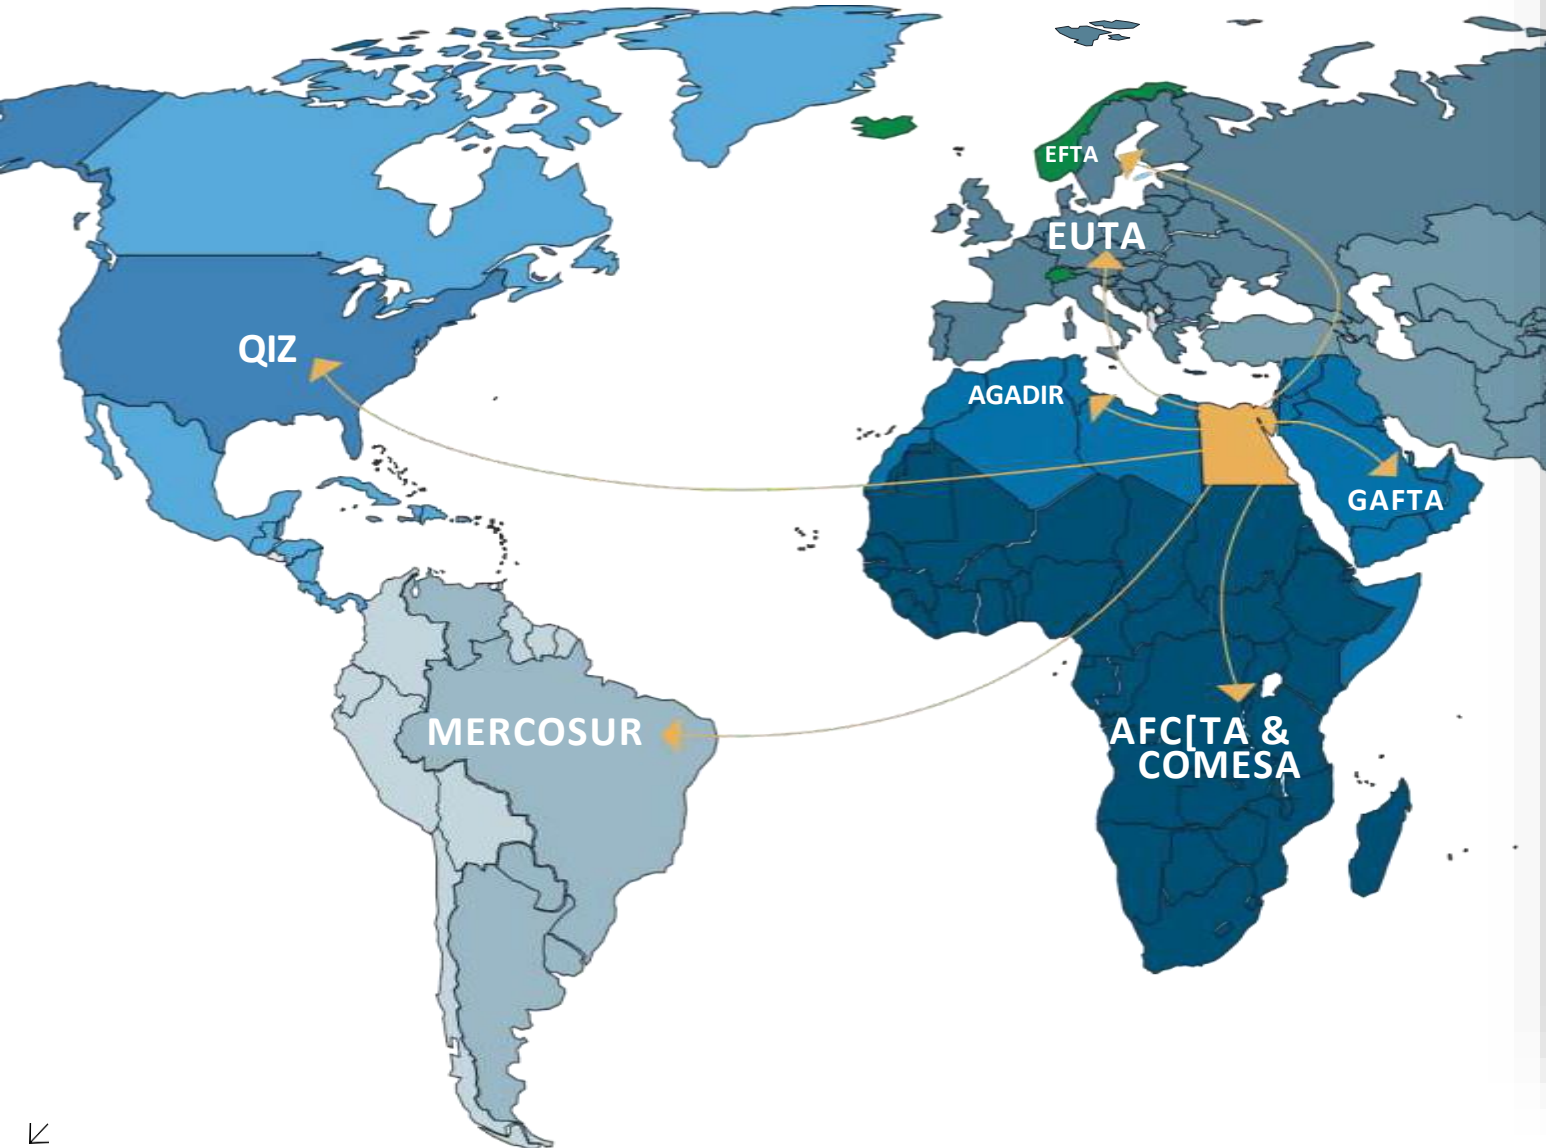 EFTA
EUTA
QIZ
AGADIR
GAFTA
MERCOSUR
AFC[TA &
COMESA